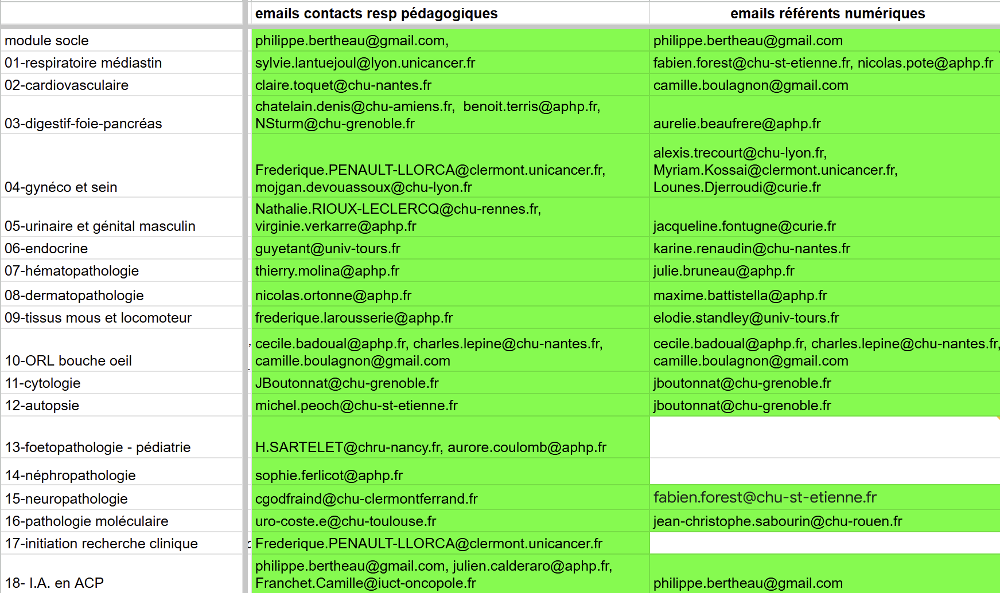 emails contacts resp pédagogiques emails référents numériques
module socle philippe.bertheau@gmail.com, philippe.bertheau@gmail.com
01-respiratoire médiastin sylvie.lantuejoul@lyon.unicancer.fr fabien.forest@chu-st-etienne.fr, nicolas.pote@aphp.fr
02-cardiovasculaire claire.toquet@chu-nantes.fr camille.boulagnon@gmail.com
chatelain.denis@chu-amiens.fr, benoit.terris@aphp.fr,
03-digestif-foie-pancréas NSturm@chu-grenoble.fr aurelie.beaufrere@aphp.fr
alexis.trecourt@chu-lyon.fr,
Frederique.PENAULT-LLORCA@clermont.unicancer.fr, Myriam.Kossai@clermont.unicancer.fr,
04-gynéco et sein mojgan.devouassoux@chu-lyon.fr Lounes.Djerroudi@curie.fr
Nathalie.RIOUX-LECLERCQ@chu-rennes.fr,
05-urinaire et génital masculin virginie.verkarre@aphp.fr jacqueline.fontugne@curie.fr
06-endocrine guyetant@univ-tours.fr karine.renaudin@chu-nantes.fr
07-hématopathologie thierry.molina@aphp.fr julie.bruneau@aphp.fr
08-dermatopathologie nicolas.ortonne@aphp.fr maxime.battistella@aphp.fr
09-tissus mous et locomoteur frederique.larousserie@aphp.fr elodie.standley@univ-tours.fr
cecile.badoual@aphp.fr, charles.lepine@chu-nantes.fr, cecile.badoual@aphp.fr, charles.lepine@chu-nantes.fr,
10-ORL bouche oeil camille.boulagnon@gmail.com camille.boulagnon@gmail.com
11-cytologie JBoutonnat@chu-grenoble.fr jboutonnat@chu-grenoble.fr
12-autopsie michel.peoch@chu-st-etienne.fr jboutonnat@chu-grenoble.fr
13-foetopathologie - pédiatrie H.SARTELET@chru-nancy.fr, aurore.coulomb@aphp.fr
14-néphropathologie sophie.ferlicot@aphp.fr
15-neuropathologie cgodfraind@chu-clermontferrand.fr fabien.forest@chu-st-etienne.fr
16-pathologie moléculaire uro-coste.e@chu-toulouse.fr jean-christophe.sabourin@chu-rouen.fr
17-initiation recherche clinique Frederique.PENAULT-LLORCA@clermont.unicancer.fr
philippe.bertheau@gmail.com, julien.calderaro@aphp.fr,
18- I.A. en ACP Franchet.Camille@iuct-oncopole.fr philippe.bertheau@gmail.com